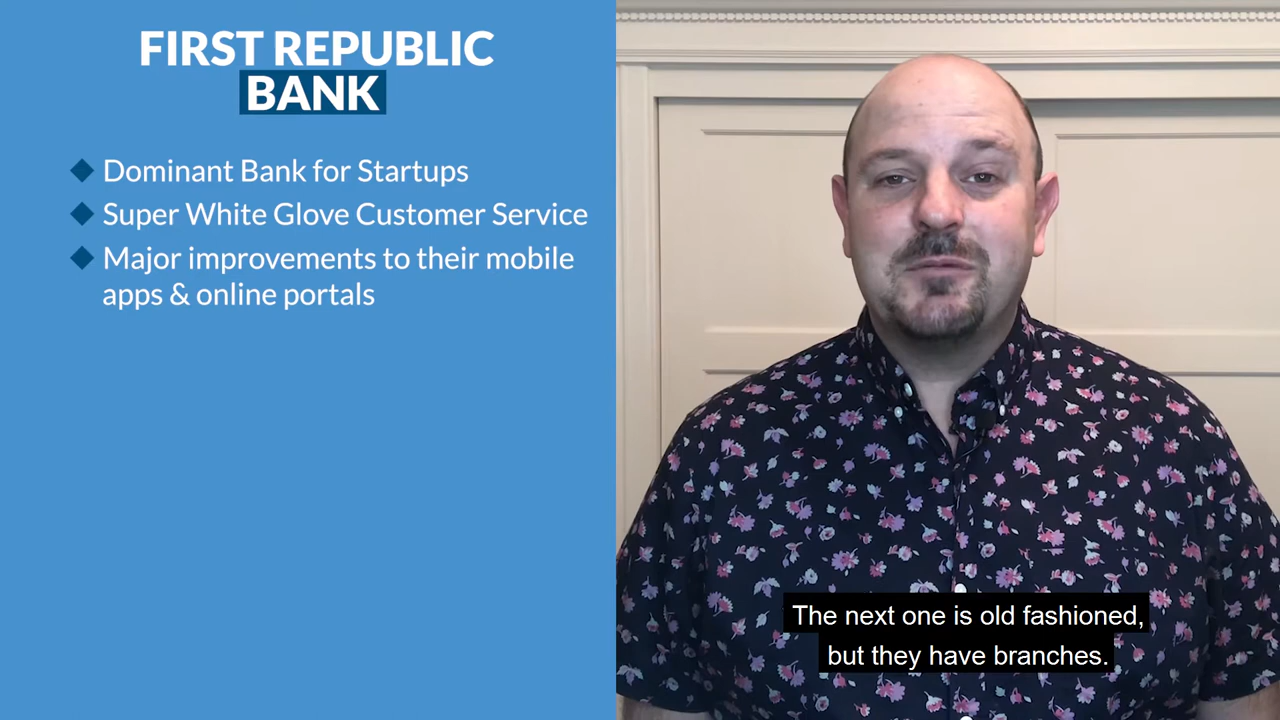 FIRST REPUBLIC
BANK
Dominant Bank for Startups
Super White Glove Customer Service
Major improvements to their mobile
apps & online portals
The next one is old fashioned,
but they have branches.